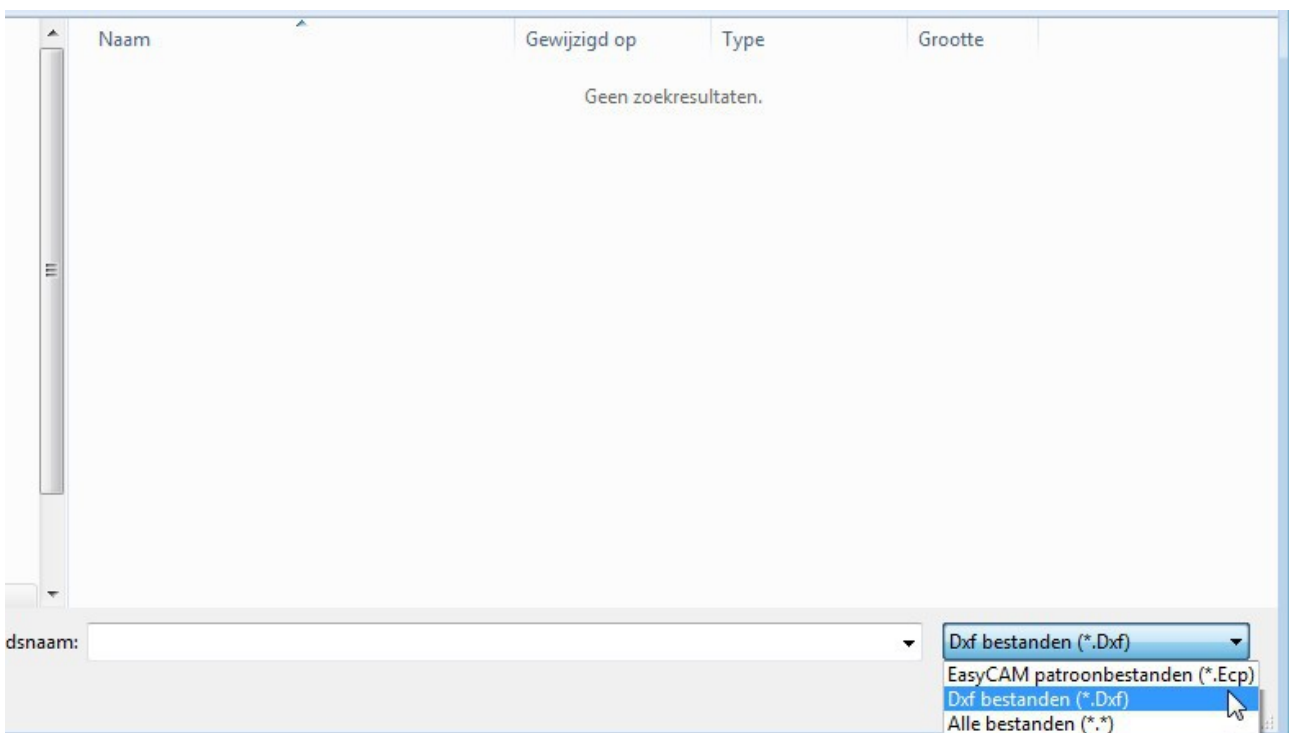 Naam Gewijzigd op Type Grootte
Geen zoekresultaten.
dsnaam: Dxf bestanden (*.Dxf)
EasyCAM patroonbestanden (*.Ecp)
Dxf bestanden (*.Dxf)
Alle bestanden (*.*)